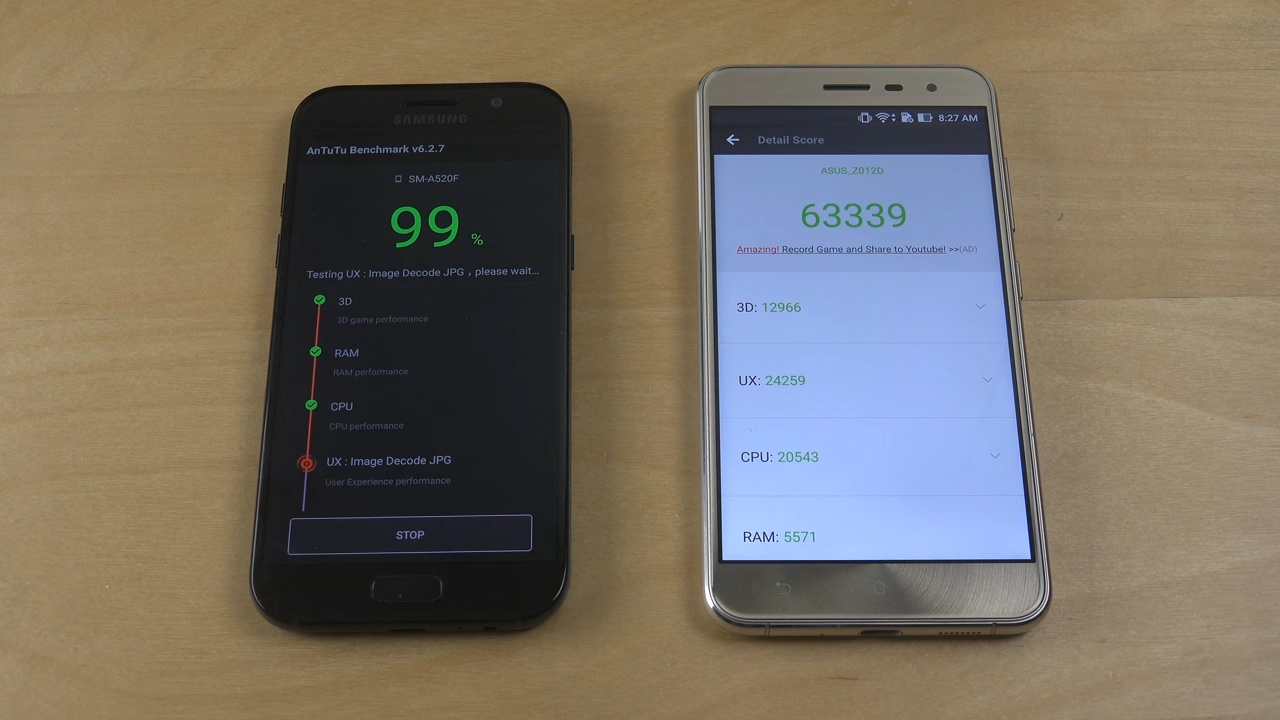 SAMSUNG
AnTuTu Benchmark v6.2.7
SM-A520F
99 %
Testing UX : Image Decode JPG , please wait...
3D
3D game performance
RAM
RAM performance
CPU
CPU performance
UX : Image Decode JPG
User Experience performance
STOP
8:27 AM
Detail Score
ASUS_Z012D
63339
Amazing! Record Game and Share to Youtube! >>(AD)
3D: 12966
UX: 24259
CPU: 20543
RAM: 5571